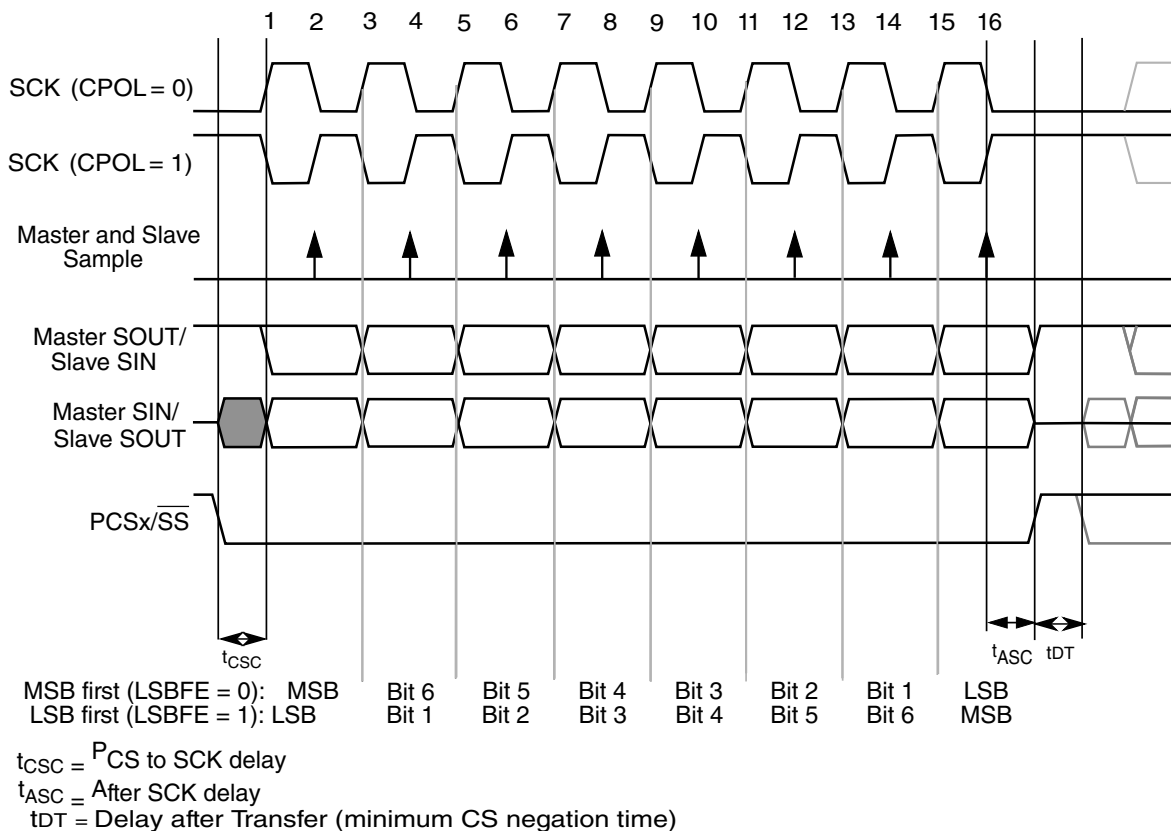 1 2 3 4 5 6 7 8 9 10 11 12 13 14 15 16
SCK (CPOL = 0)
SCK (CPOL = 1)
Master and Slave
Sample
Master SOUT/
Slave SIN
Master SIN/
Slave SOUT
PCSx/SS
tCSC
tASC
tDT
MSB first (LSBFE = 0): MSB Bit 6 Bit 5 Bit 4 Bit 3 Bit 2 Bit 1 LSB
LSB first (LSBFE = 1): LSB Bit 1 Bit 2 Bit 3 Bit 4 Bit 5 Bit 6 MSB
tCSC = PCS to SCK delay
tASC = After SCK delay
tDT = Delay after Transfer (minimum CS negation time)